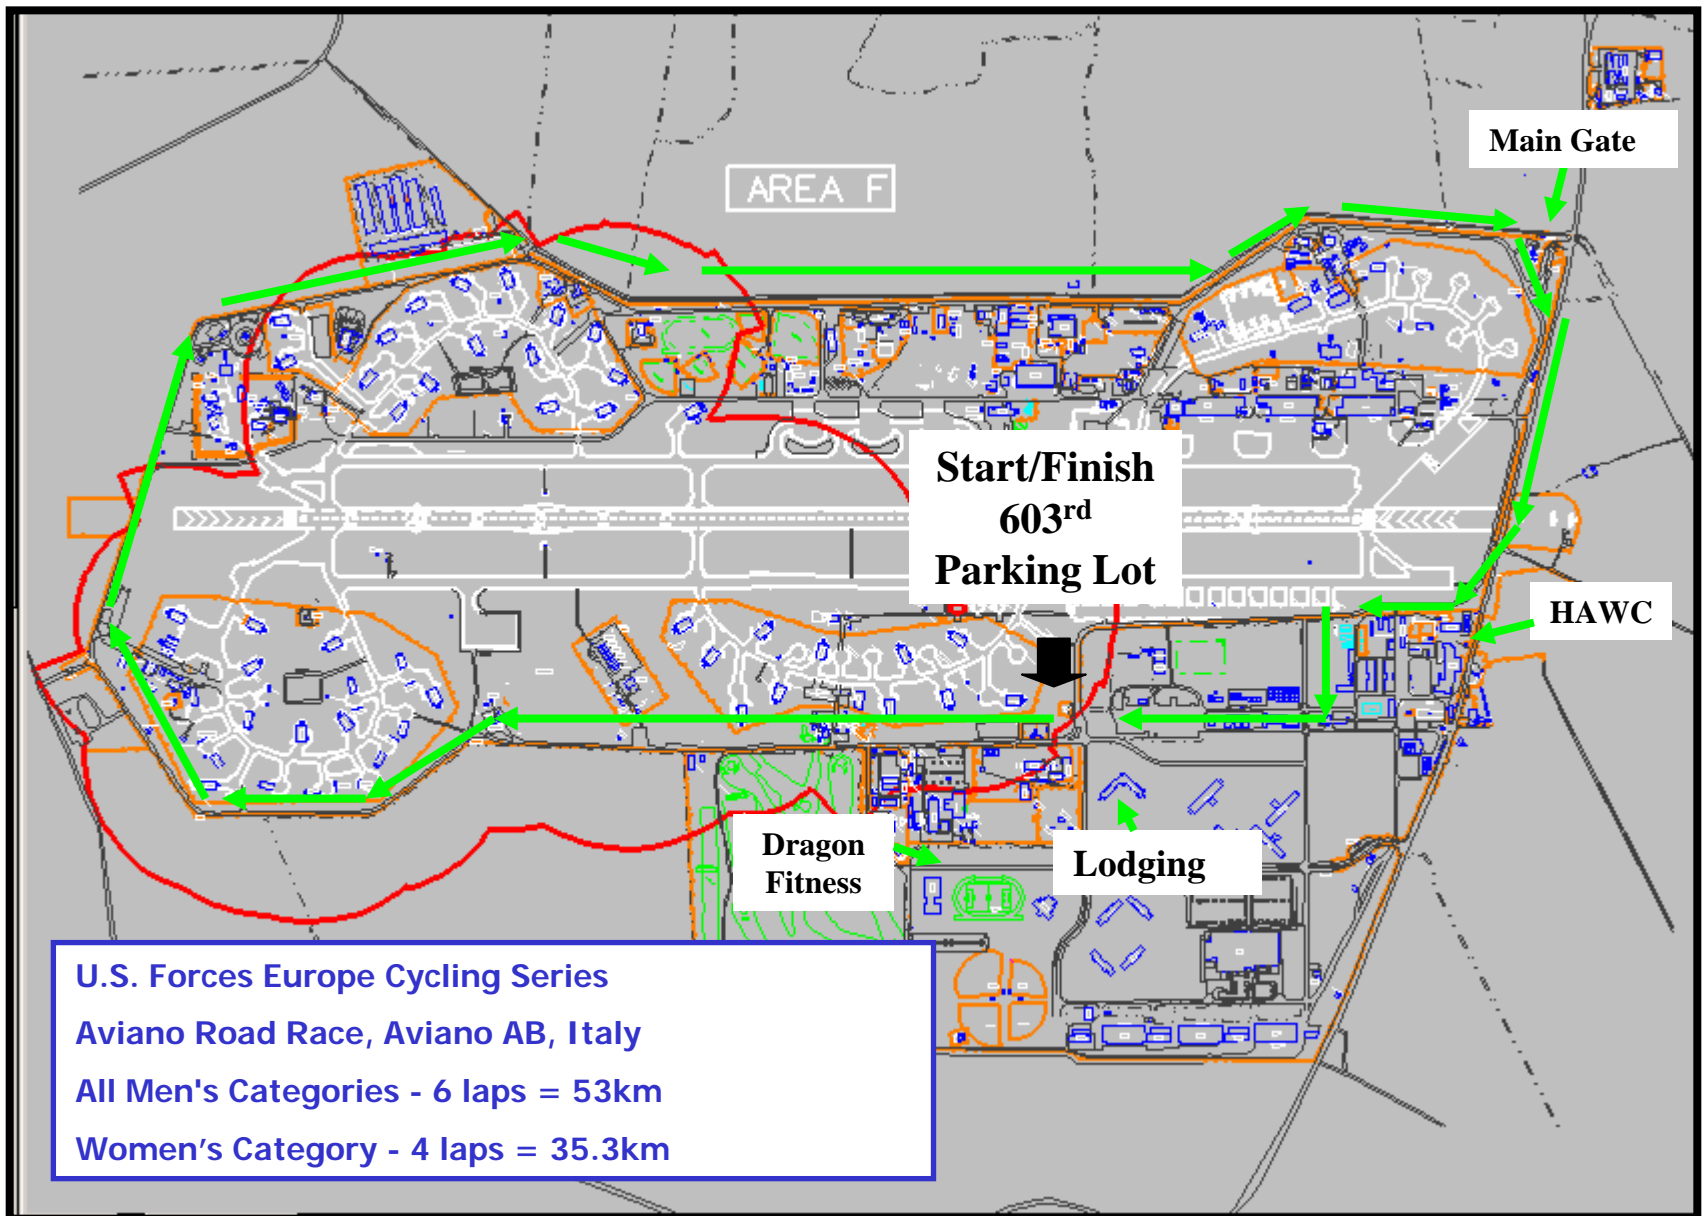 Main Gate
AREA F
Start/Finish
603rd
Parking Lot
HAWC
Dragon
Fitness
Lodging
U.S. Forces Europe Cycling Series
Aviano Road Race, Aviano AB, Italy
All Men's Categories - 6 laps = 53km
Women’s Category - 4 laps = 35.3km